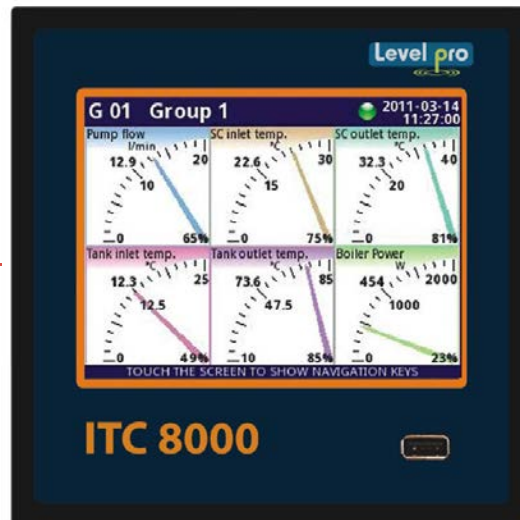 Level pro
G 01 Group 1
2011-03-14
11:27:00
Pump flow
l/min
12.9
20
10
0
65%
SC inlet temp.
°C
22.6
30
15
0
75%
SC outlet temp.
°C
32.3
40
20
0
81%
Tank inlet temp.
°C
12.3
25
12.5
0
49%
Tank outlet temp.
°C
73.6
85
47.5
10
85%
Boiler Power
W
454
2000
1000
0
23%
TOUCH THE SCREEN TO SHOW NAVIGATION KEYS
ITC 8000